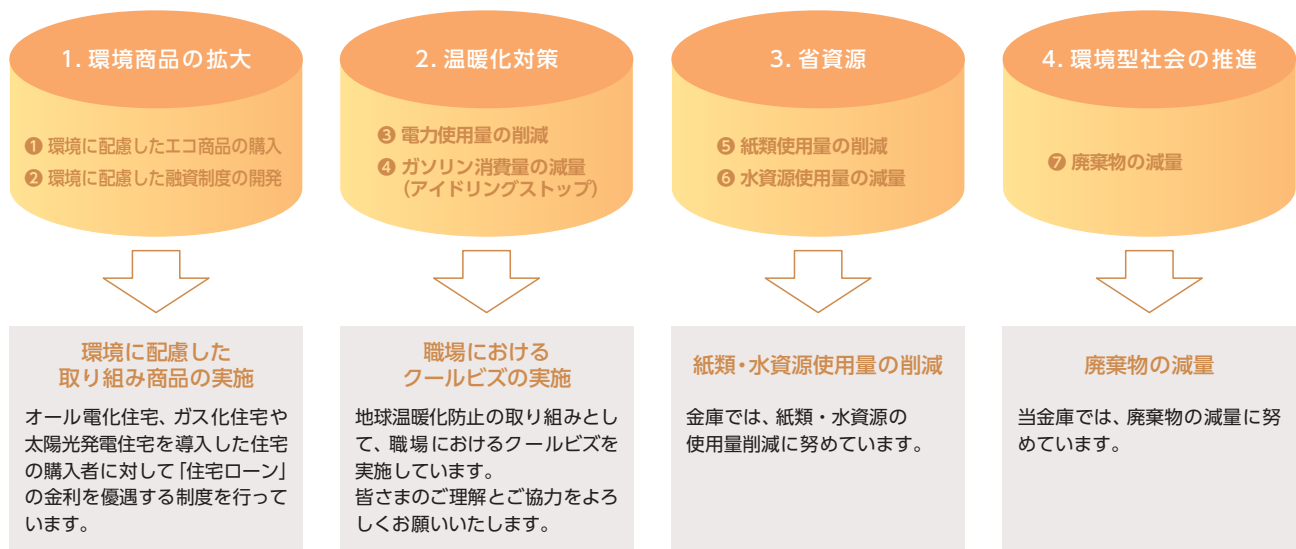 1. 環境商品の拡大
❶ 環境に配慮したエコ商品の購入
❷ 環境に配慮した融資制度の開発
環境に配慮した
取り組み商品の実施
オール電化住宅、ガス化住宅や
太陽光発電住宅を導入した住宅
の購入者に対して「住宅ローン」
の金利を優遇する制度を行って
います。
2. 温暖化対策
❸ 電力使用量の削減
❹ ガソリン消費量の減量
（アイドリングストップ）
職場における
クールビズの実施
地球温暖化防止の取り組みとし
て、職場におけるクールビズを
実施しています。
皆さまのご理解とご協力をよろ
しくお願いいたします。
3. 省資源
❺ 紙類使用量の削減
❻ 水資源使用量の減量
紙類・水資源使用量の削減
金庫では、紙類・水資源の
使用量削減に努めています。
4. 環境型社会の推進
❼ 廃棄物の減量
廃棄物の減量
当金庫では、廃棄物の減量に努
めています。